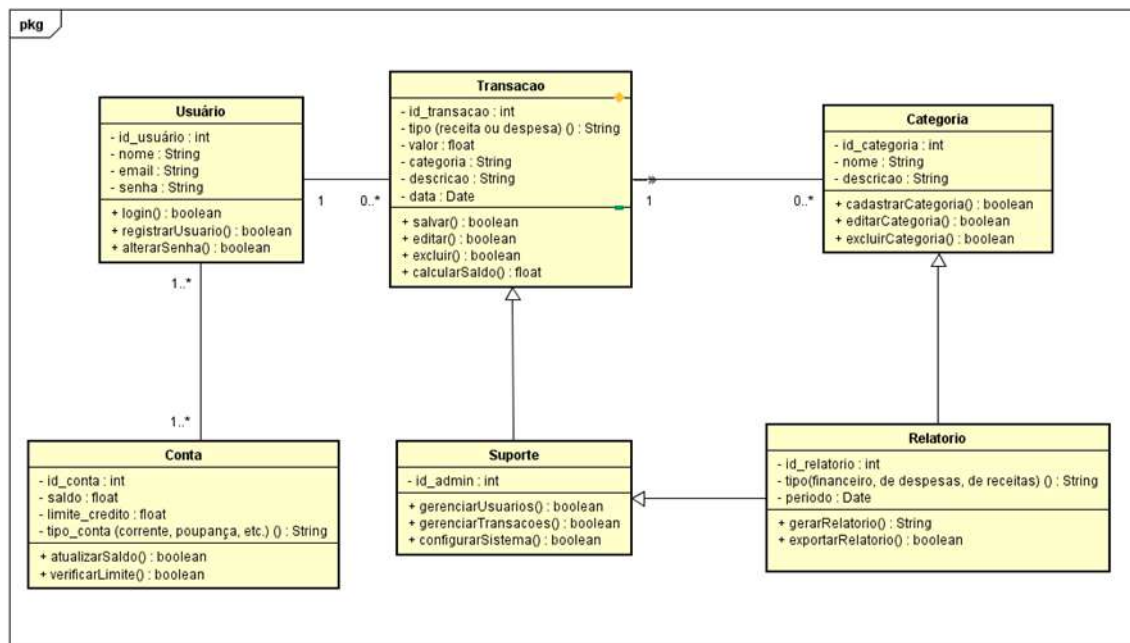 pkg
Usuário
- id_usuário : int
- nome : String
- email : String
- senha : String
+ login() : boolean
+ registrarUsuario() : boolean
+ alterarSenha() : boolean
1
0..*
Transacao
- id_transacao : int
- tipo (receita ou despesa) () : String
- valor : float
- categoria : String
- descricao : String
- data : Date
+ salvar() : boolean
+ editar() : boolean
+ excluir() : boolean
+ calcularSaldo() : float
1
0..*
Categoria
- id_categoria : int
- nome : String
- descricao : String
+ cadastrarCategoria() : boolean
+ editarCategoria() : boolean
+ excluirCategoria() : boolean
1..*
1..*
Conta
- id_conta : int
- saldo : float
- limite_credito : float
- tipo_conta (corrente, poupança, etc.) () : String
+ atualizarSaldo() : boolean
+ verificarLimite() : boolean
Suporte
- id_admin : int
+ gerenciarUsuarios() : boolean
+ gerenciarTransacoes() : boolean
+ configurarSistema() : boolean
Relatorio
- id_relatorio : int
- tipo(financeiro, de despesas, de receitas) () : String
- periodo : Date
+ gerarRelatorio() : String
+ exportarRelatorio() : boolean